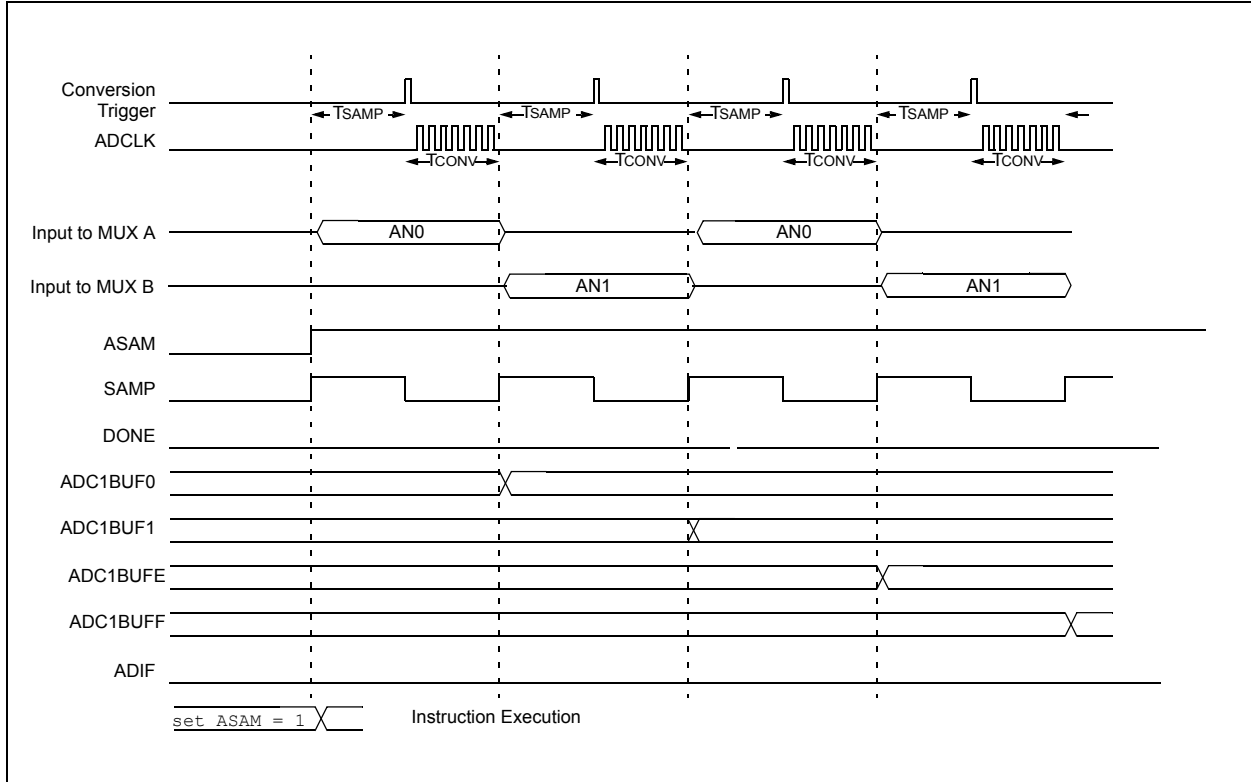 Conversion
Trigger
TSAMP TSAMP TSAMP TSAMP
ADCLK
TCONV TCONV TCONV TCONV
Input to MUX A AN0 AN0
Input to MUX B AN1 AN1
ASAM
SAMP
DONE
ADC1BUF0
ADC1BUF1
ADC1BUFE
ADC1BUFF
ADIF
set ASAM = 1 Instruction Execution